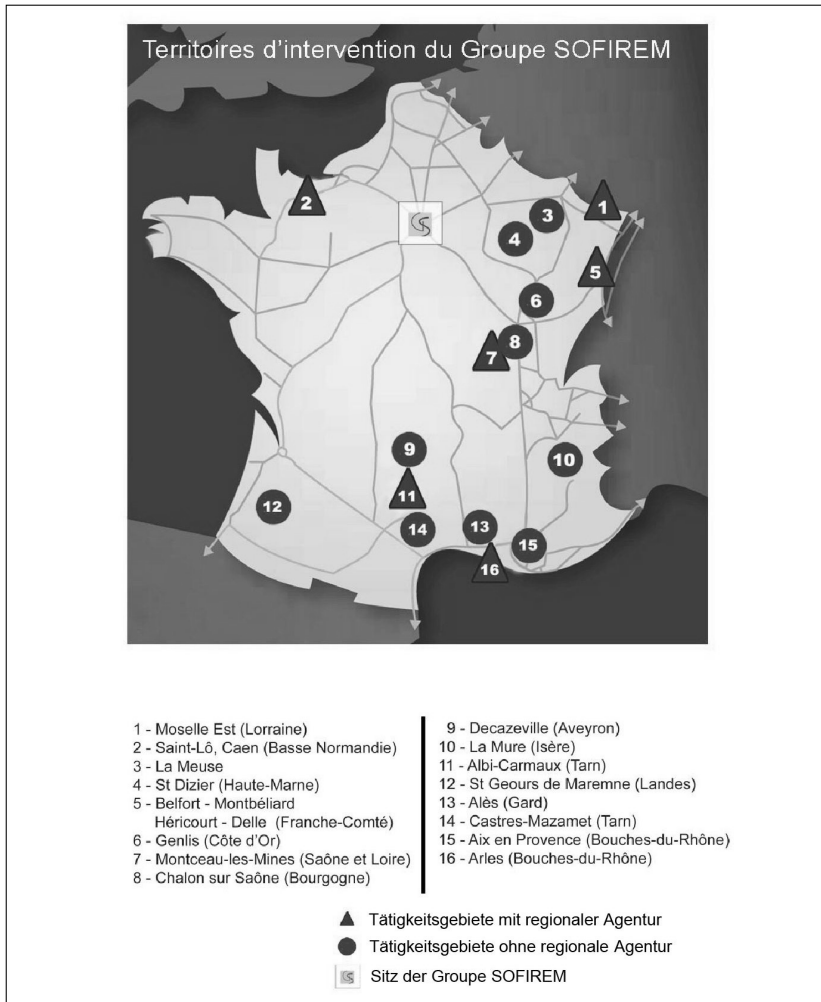 Territoires d'intervention du Groupe SOFIREM
2
1
3
4
5
6
8
7
9
10
11
12
13
14
15
16
1 - Moselle Est (Lorraine)
2 - Saint-Lô, Caen (Basse Normandie)
3 - La Meuse
4 - St Dizier (Haute-Marne)
5 - Belfort - Montbéliard
Héricourt - Delle (Franche-Comté)
6 - Genlis (Côte d'Or)
7 - Montceau-les-Mines (Saône et Loire)
8 - Chalon sur Saône (Bourgogne)
9 - Decazeville (Aveyron)
10 - La Mure (Isère)
11 - Albi-Carmaux (Tarn)
12 - St Geours de Maremne (Landes)
13 - Alès (Gard)
14 - Castres-Mazamet (Tarn)
15 - Aix en Provence (Bouches-du-Rhône)
16 - Arles (Bouches-du-Rhône)
Tätigkeitsgebiete mit regionaler Agentur
Tätigkeitsgebiete ohne regionale Agentur
Sitz der Groupe SOFIREM